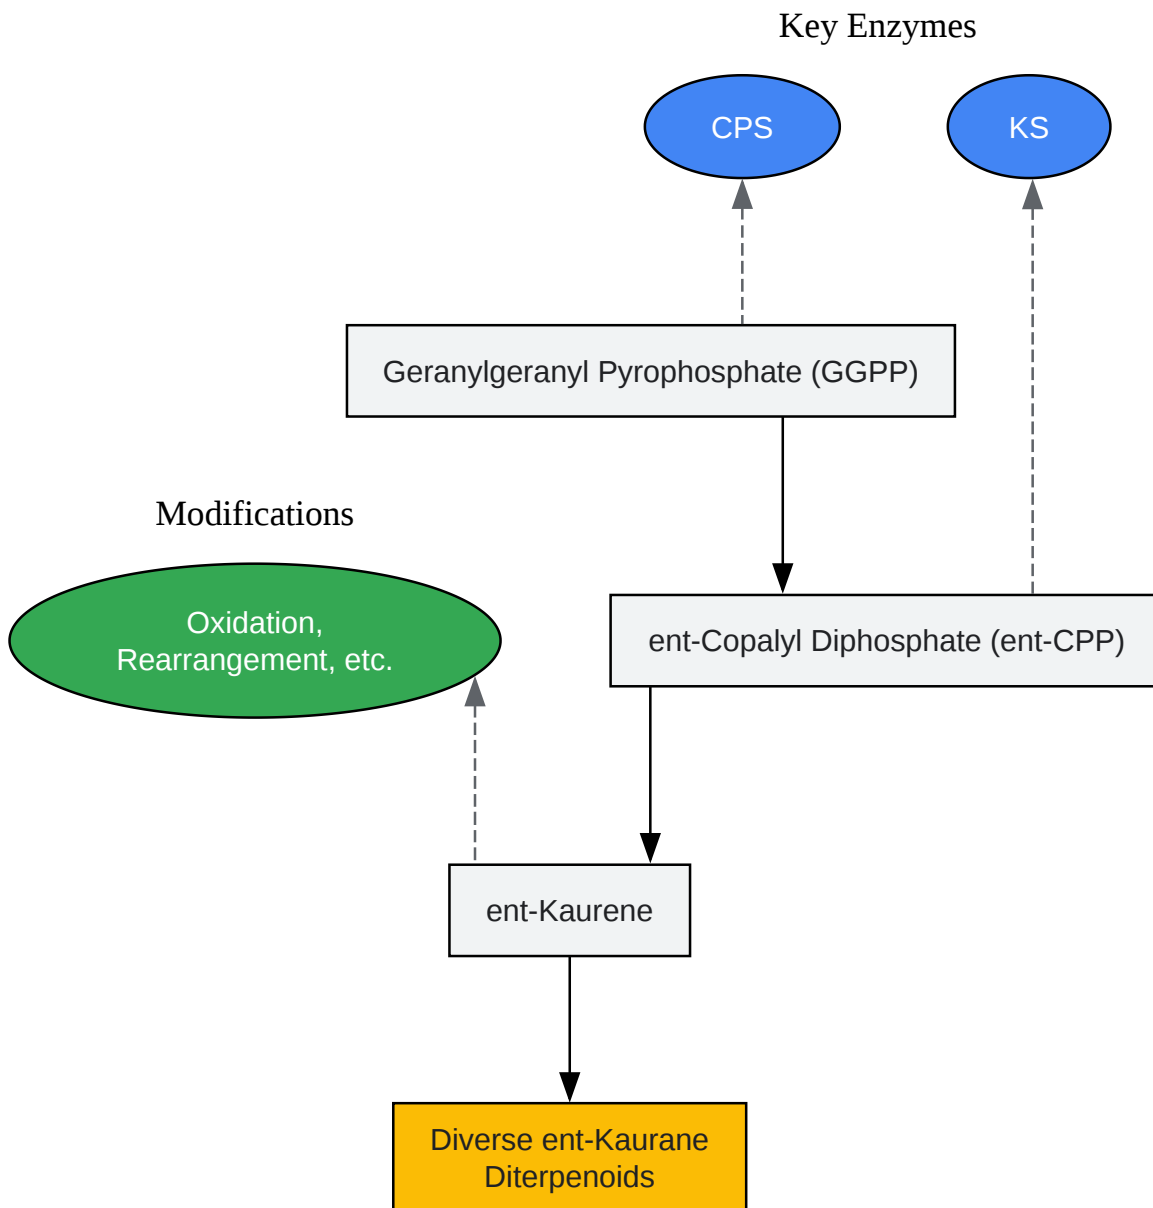 Key Enzymes
CPS
KS
Geranylgeranyl Pyrophosphate (GGPP)
Modifications
Oxidation,
Rearrangement, etc.
ent-Copalyl Diphosphate (ent-CPP)
ent-Kaurene
Diverse ent-Kaurane
Diterpenoids